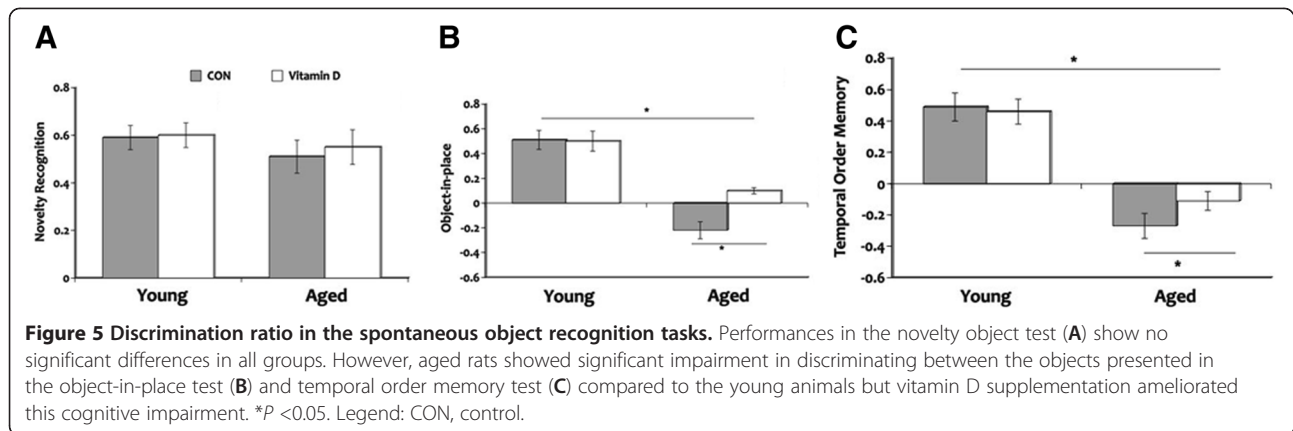 A
B
C
CON
Vitamin D
Novelty Recognition
0.8
0.6
0.4
0.2
0
Young
Aged
Object-in-place
0.8
0.6
0.4
0.2
0
-0.2
-0.4
-0.6
*
*
Young
Aged
Temporal Order Memory
0.8
0.6
0.4
0.2
0
-0.2
-0.4
-0.6
*
*
Young
Aged
Figure 5 Discrimination ratio in the spontaneous object recognition tasks. Performances in the novelty object test (A) show no
significant differences in all groups. However, aged rats showed significant impairment in discriminating between the objects presented in
the object-in-place test (B) and temporal order memory test (C) compared to the young animals but vitamin D supplementation ameliorated
this cognitive impairment. *P <0.05. Legend: CON, control.